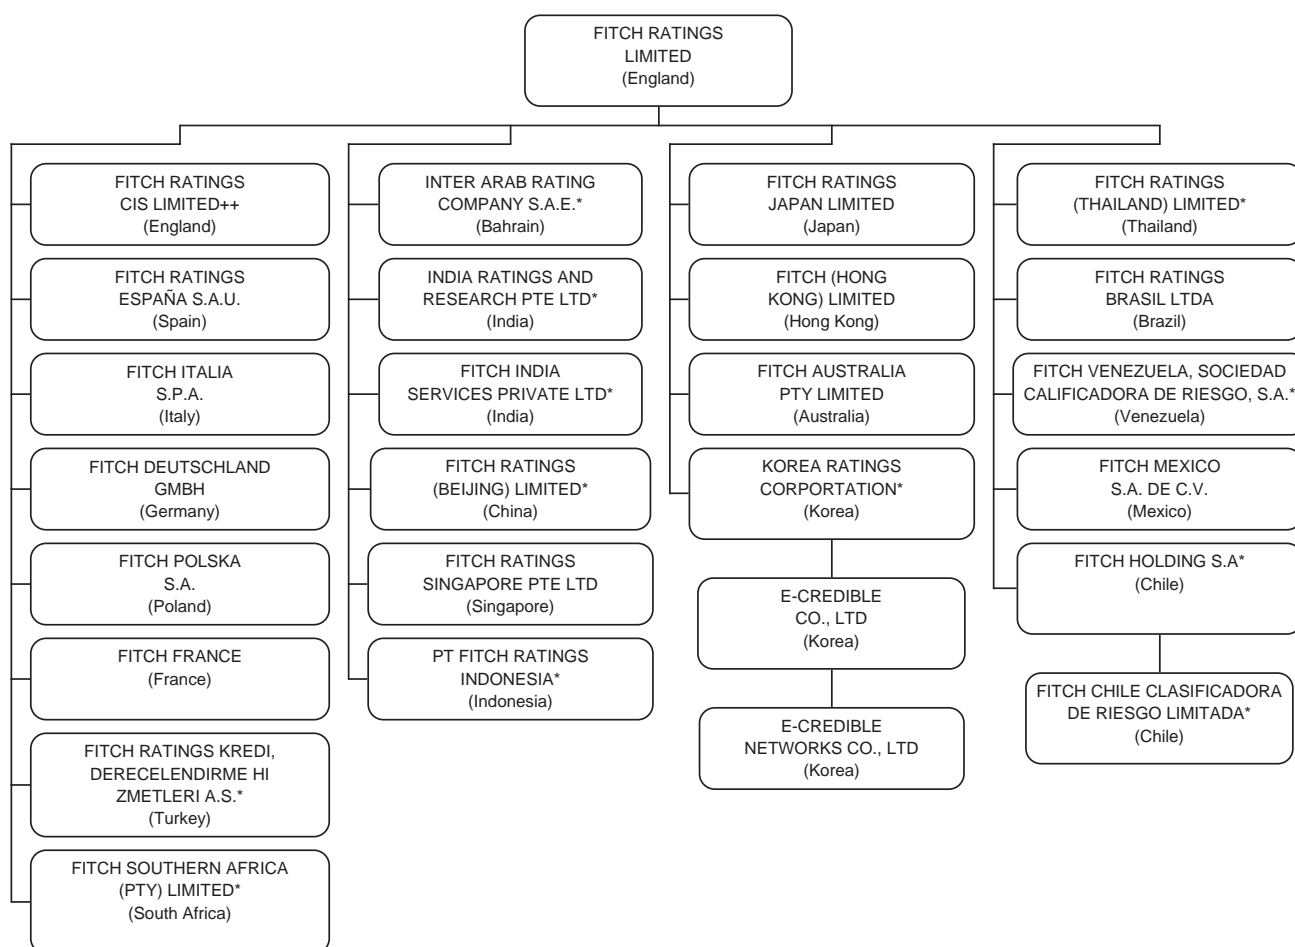 FITCH RATINGS
LIMITED
(England)
FITCH RATINGS
CIS LIMITED++
(England)
FITCH RATINGS
ESPAÑA S.A.U.
(Spain)
FITCH ITALIA
S.P.A.
(Italy)
FITCH DEUTSCHLAND
GMBH
(Germany)
FITCH POLSKA
S.A.
(Poland)
FITCH FRANCE
(France)
FITCH RATINGS KREDI,
DERECELENDIRME HI
ZMETLERI A.S.*
(Turkey)
FITCH SOUTHERN AFRICA
(PTY) LIMITED*
(South Africa)
INTER ARAB RATING
COMPANY S.A.E.*
(Bahrain)
INDIA RATINGS AND
RESEARCH PTE LTD*
(India)
FITCH INDIA
SERVICES PRIVATE LTD*
(India)
FITCH RATINGS
(BEIJING) LIMITED*
(China)
FITCH RATINGS
SINGAPORE PTE LTD
(Singapore)
PT FITCH RATINGS
INDONESIA*
(Indonesia)
FITCH RATINGS
JAPAN LIMITED
(Japan)
FITCH (HONG
KONG) LIMITED
(Hong Kong)
FITCH AUSTRALIA
PTY LIMITED
(Australia)
KOREA RATINGS
CORPORTATION*
(Korea)
E-CREDIBLE
CO., LTD
(Korea)
E-CREDIBLE
NETWORKS CO., LTD
(Korea)
FITCH RATINGS
(THAILAND) LIMITED*
(Thailand)
FITCH RATINGS
BRASIL LTDA
(Brazil)
FITCH VENEZUELA, SOCIEDAD
CALIFICADORA DE RIESGO, S.A.*
(Venezuela)
FITCH MEXICO
S.A. DE C.V.
(Mexico)
FITCH HOLDING S.A*
(Chile)
FITCH CHILE CLASIFICADORA
DE RIESGO LIMITADA*
(Chile)